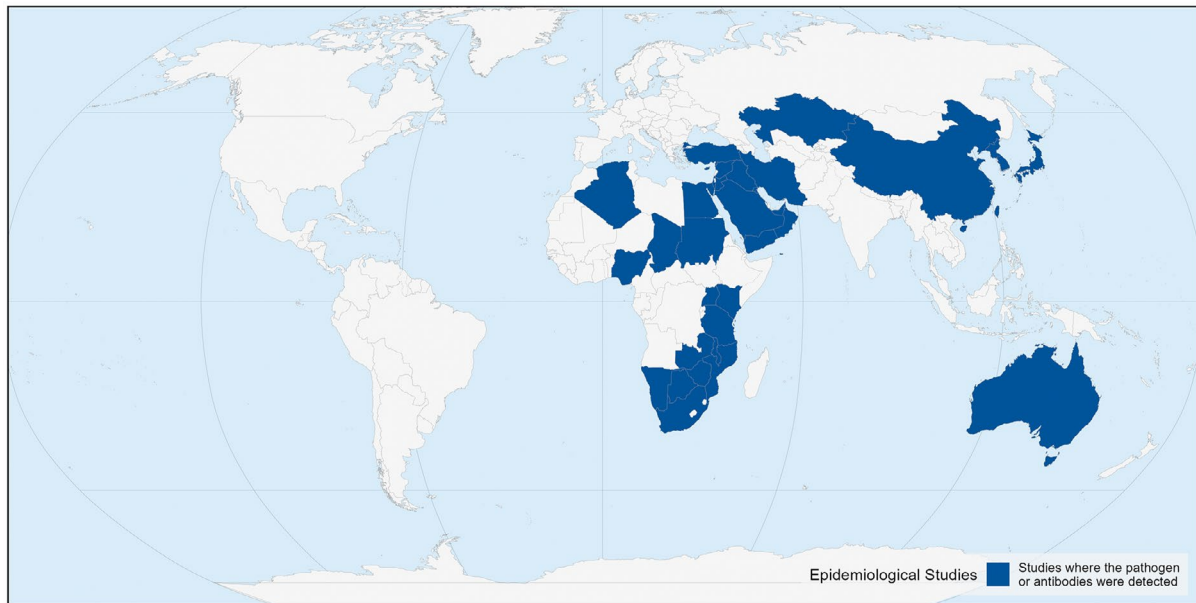 Epidemiological Studies
Studies where the pathogen
or antibodies were detected